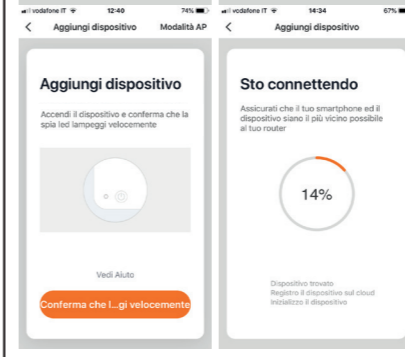 vodafone IT 12:40 74%
Aggiungi dispositivo Modalità AP
Aggiungi dispositivo
Accendi il dispositivo e conferma che la
spia led lampeggi velocemente
Vedi Aiuto
Conferma che l...gi velocemente
vodafone IT 14:34 67%
Aggiungi dispositivo
Sto connettendo
Assicurati che il tuo smartphone ed il
dispositivo siano il più vicino possibile
al tuo router
14%
Dispositivo trovato
Registro il dispositivo sul cloud
Inizializzo il dispositivo